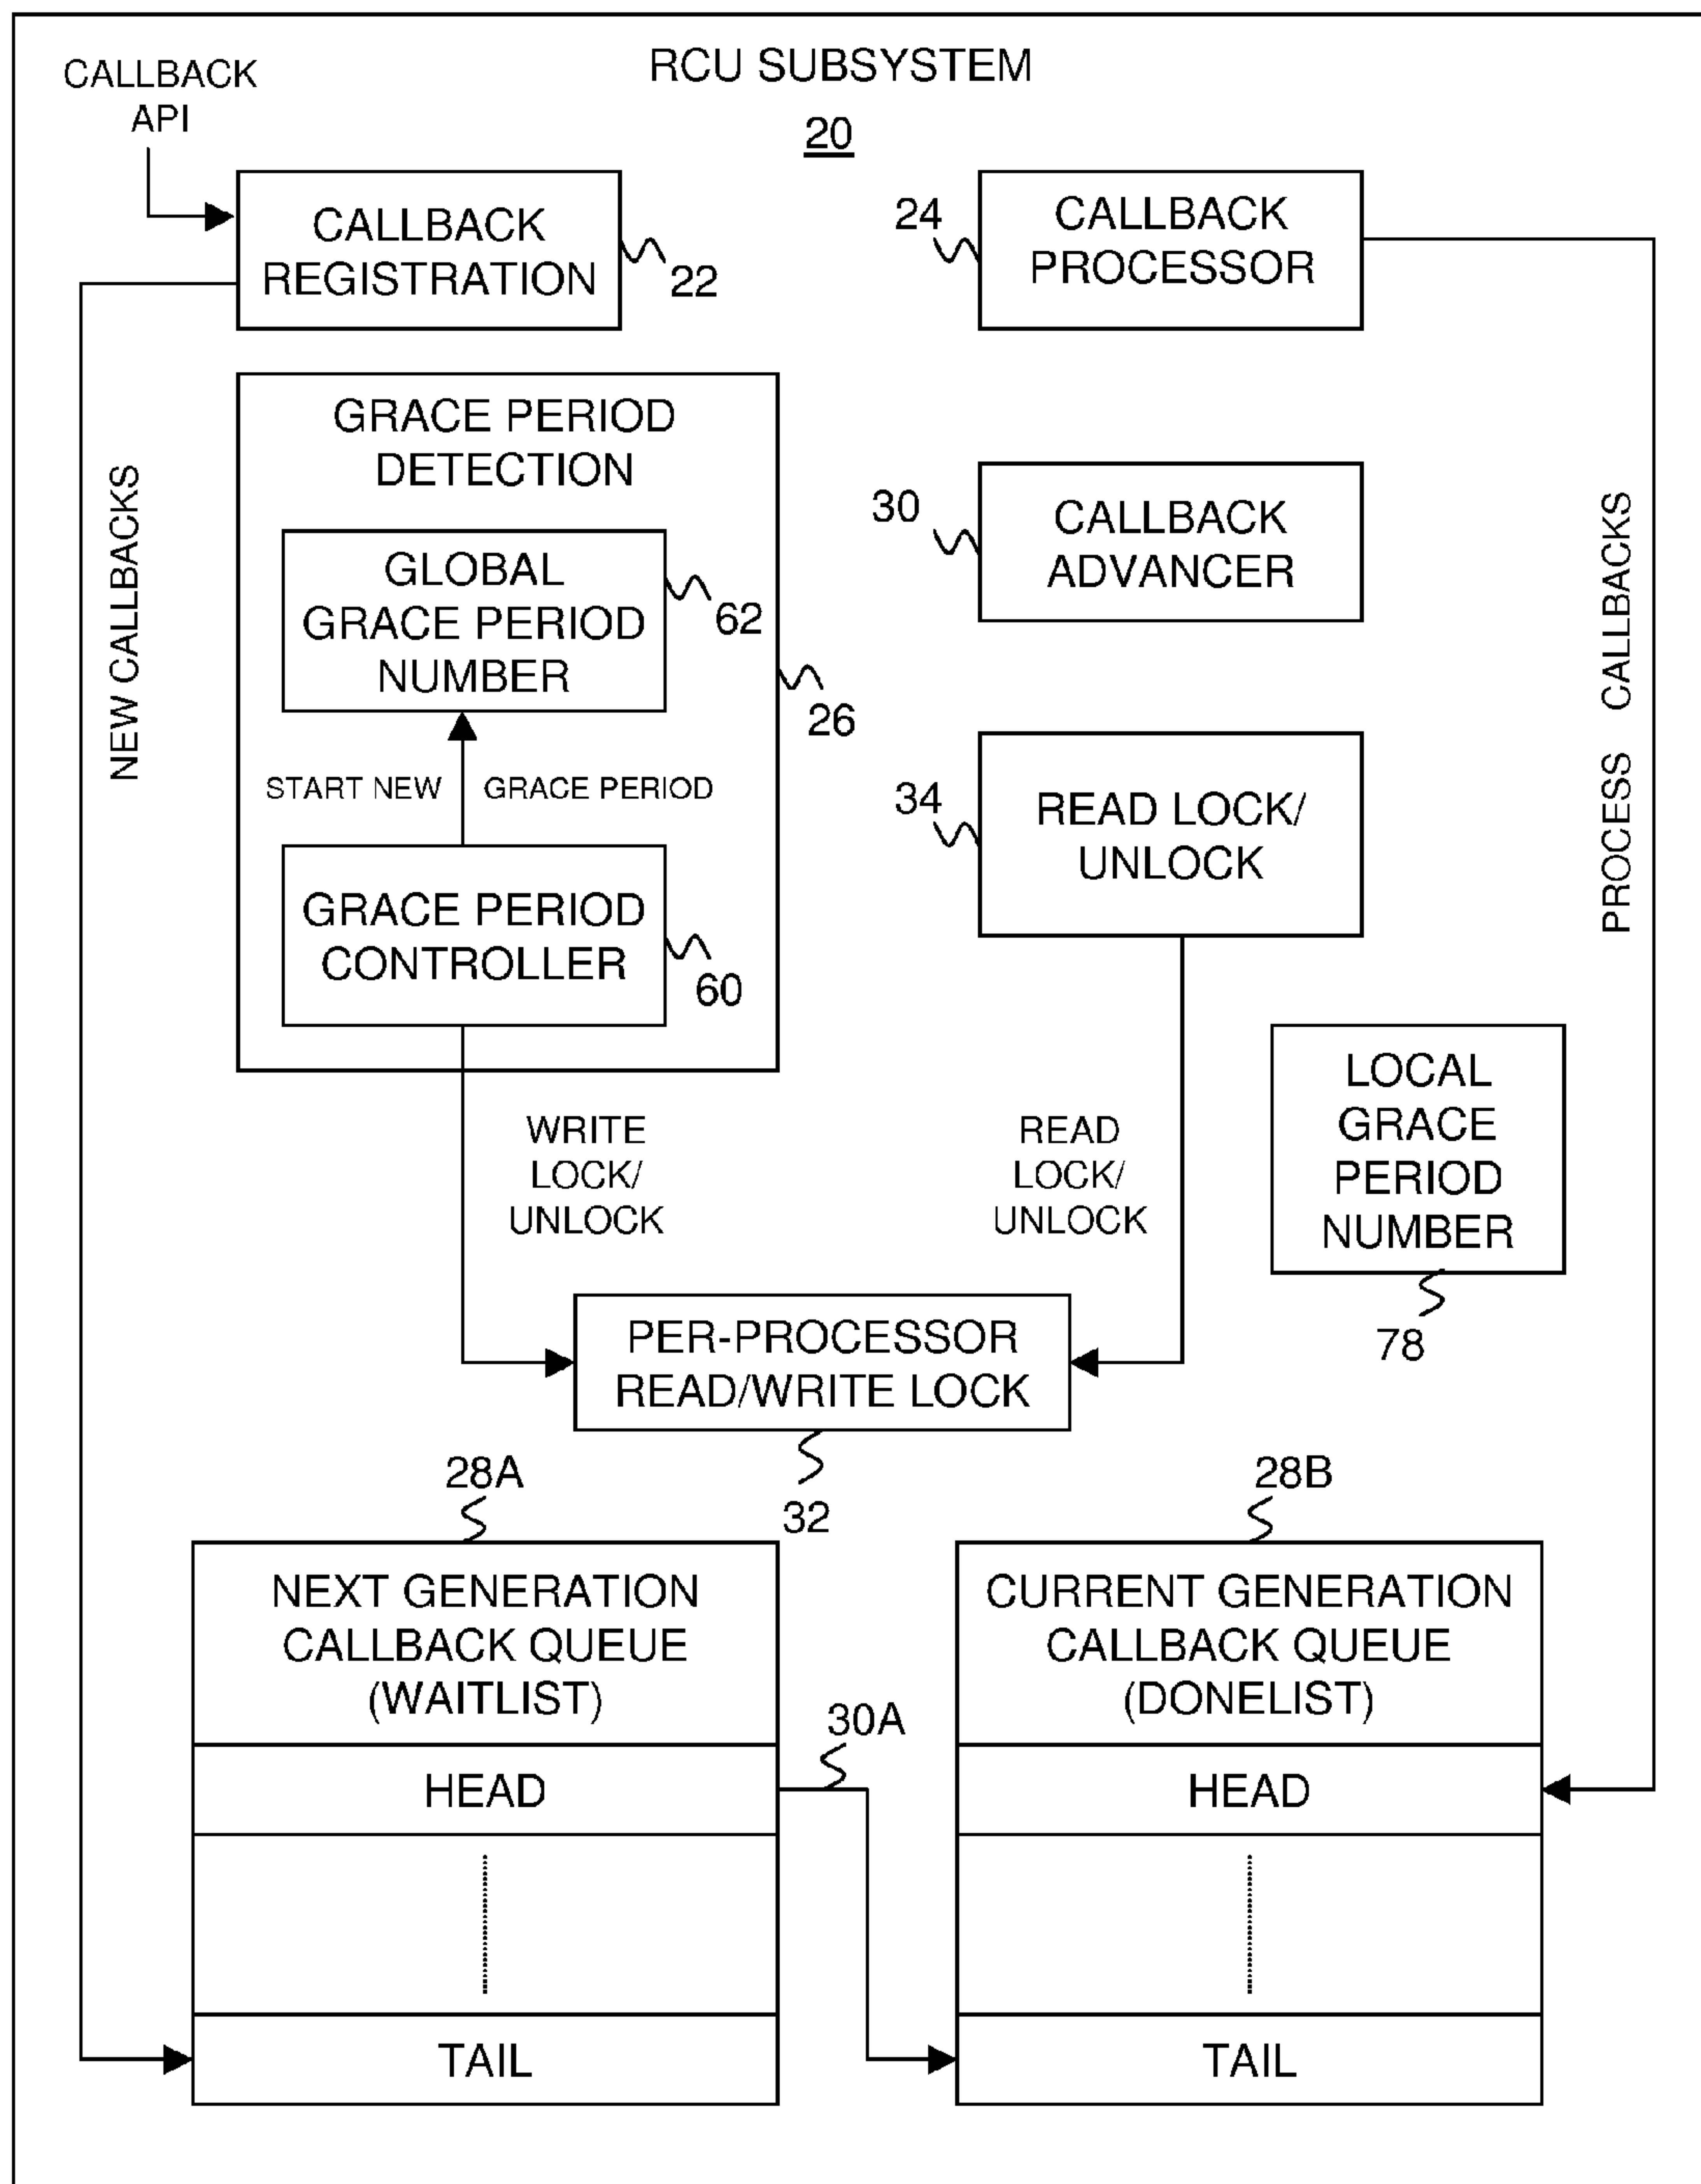 RCU SUBSYSTEM
20
CALLBACK
API
CALLBACK
REGISTRATION
22
24
CALLBACK
PROCESSOR
NEW CALLBACKS
GRACE PERIOD
DETECTION
GLOBAL
GRACE PERIOD
NUMBER
62
26
START NEW GRACE PERIOD
GRACE PERIOD
CONTROLLER
60
30
CALLBACK
ADVANCER
34
READ LOCK/
UNLOCK
PROCESS CALLBACKS
WRITE
LOCK/
UNLOCK
READ
LOCK/
UNLOCK
LOCAL
GRACE
PERIOD
NUMBER
78
PER-PROCESSOR
READ/WRITE LOCK
32
28A
NEXT GENERATION
CALLBACK QUEUE
(WAITLIST)
HEAD
TAIL
30A
28B
CURRENT GENERATION
CALLBACK QUEUE
(DONELIST)
HEAD
TAIL